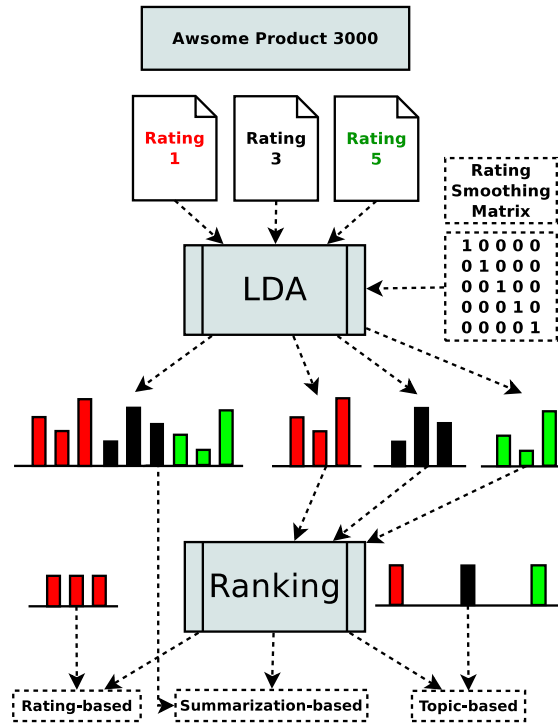 Awsome Product 3000
Rating
1
Rating
3
Rating
5
Rating
Smoothing
Matrix
1 0 0 0 0
0 1 0 0 0
0 0 1 0 0
0 0 0 1 0
0 0 0 0 1
LDA
Ranking
Rating-based
Summarization-based
Topic-based